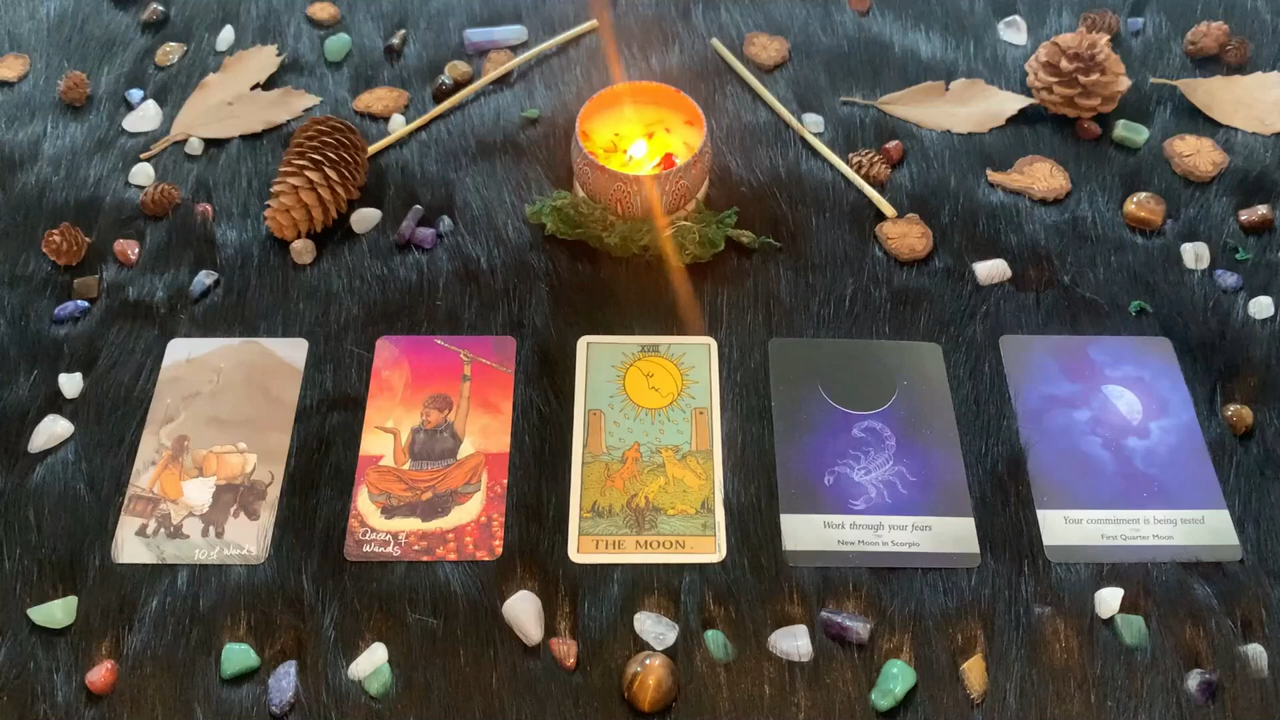 10 of Wands
Queen of
Wands
XVIII
THE MOON.
Work through your fears
New Moon in Scorpio
Your commitment is being tested
First Quarter Moon